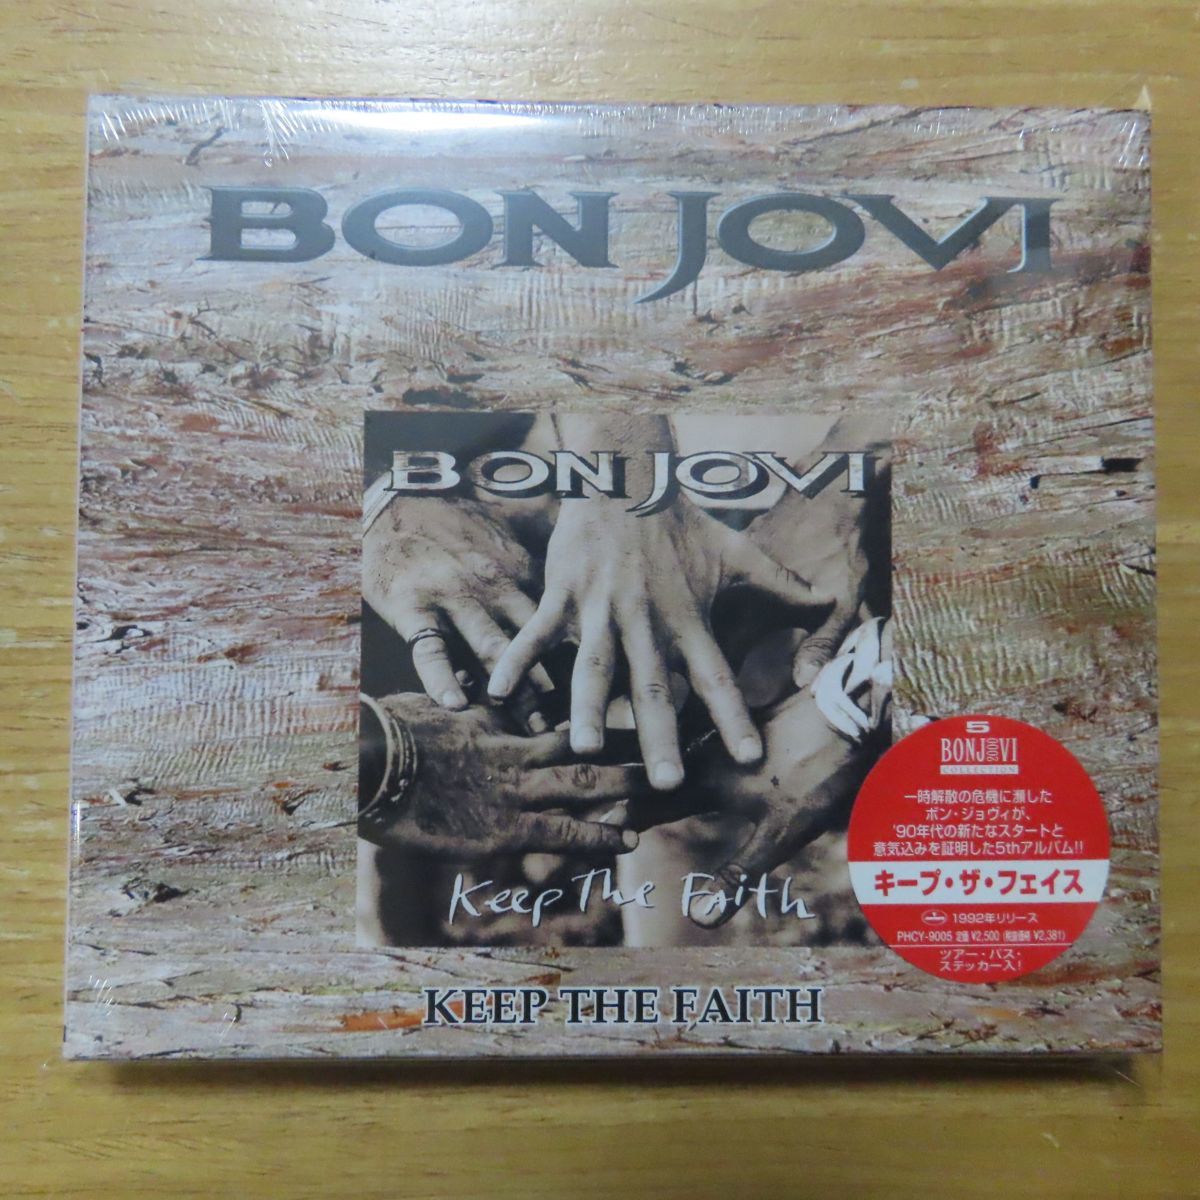 BON JOVI
BON JOVI
Keep The Faith
5
BONJ2000VI
COLLECTION
一時解散の危機に瀕した
ボン・ジョヴィが、
'90年代の新たなスタートと
意気込みを証明した5thアルバム!!
キープ・ザ・フェイス
1992年リリース
PHCY-9005 定価 ¥2,500 (税抜価格 ¥2,381)
ツアー・パス・
ステッカー入!
KEEP THE FAITH